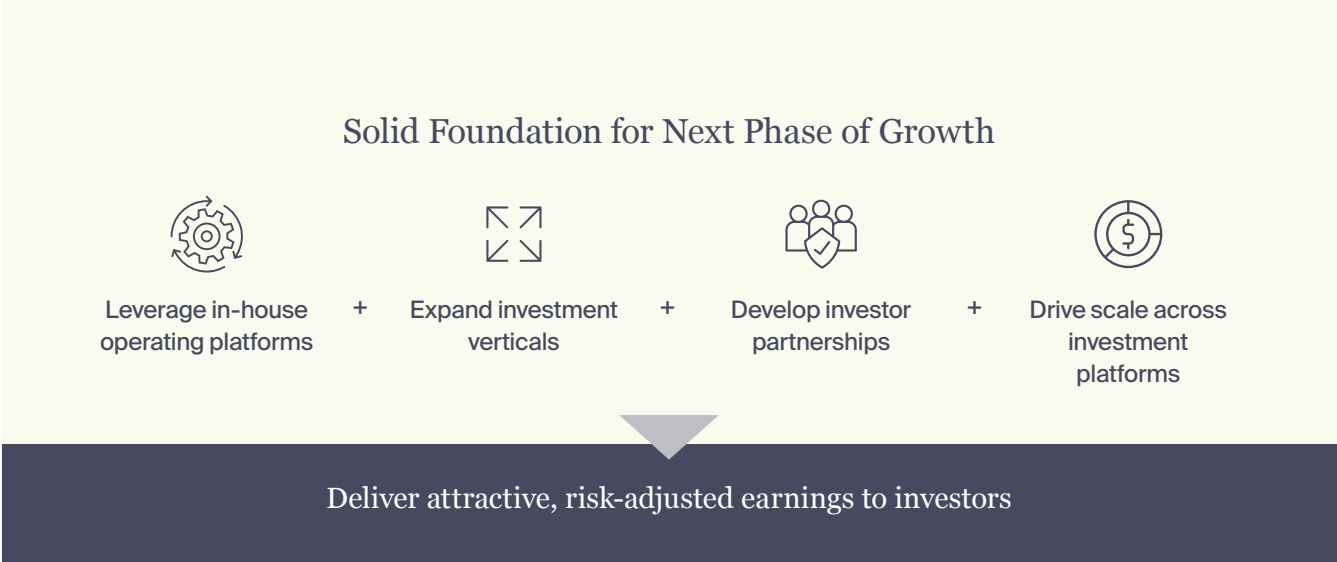 Solid Foundation for Next Phase of Growth
$
Leverage in-house
operating platforms
+
Expand investment
verticals
+
Develop investor
partnerships
+
Drive scale across
investment
platforms
Deliver attractive, risk-adjusted earnings to investors